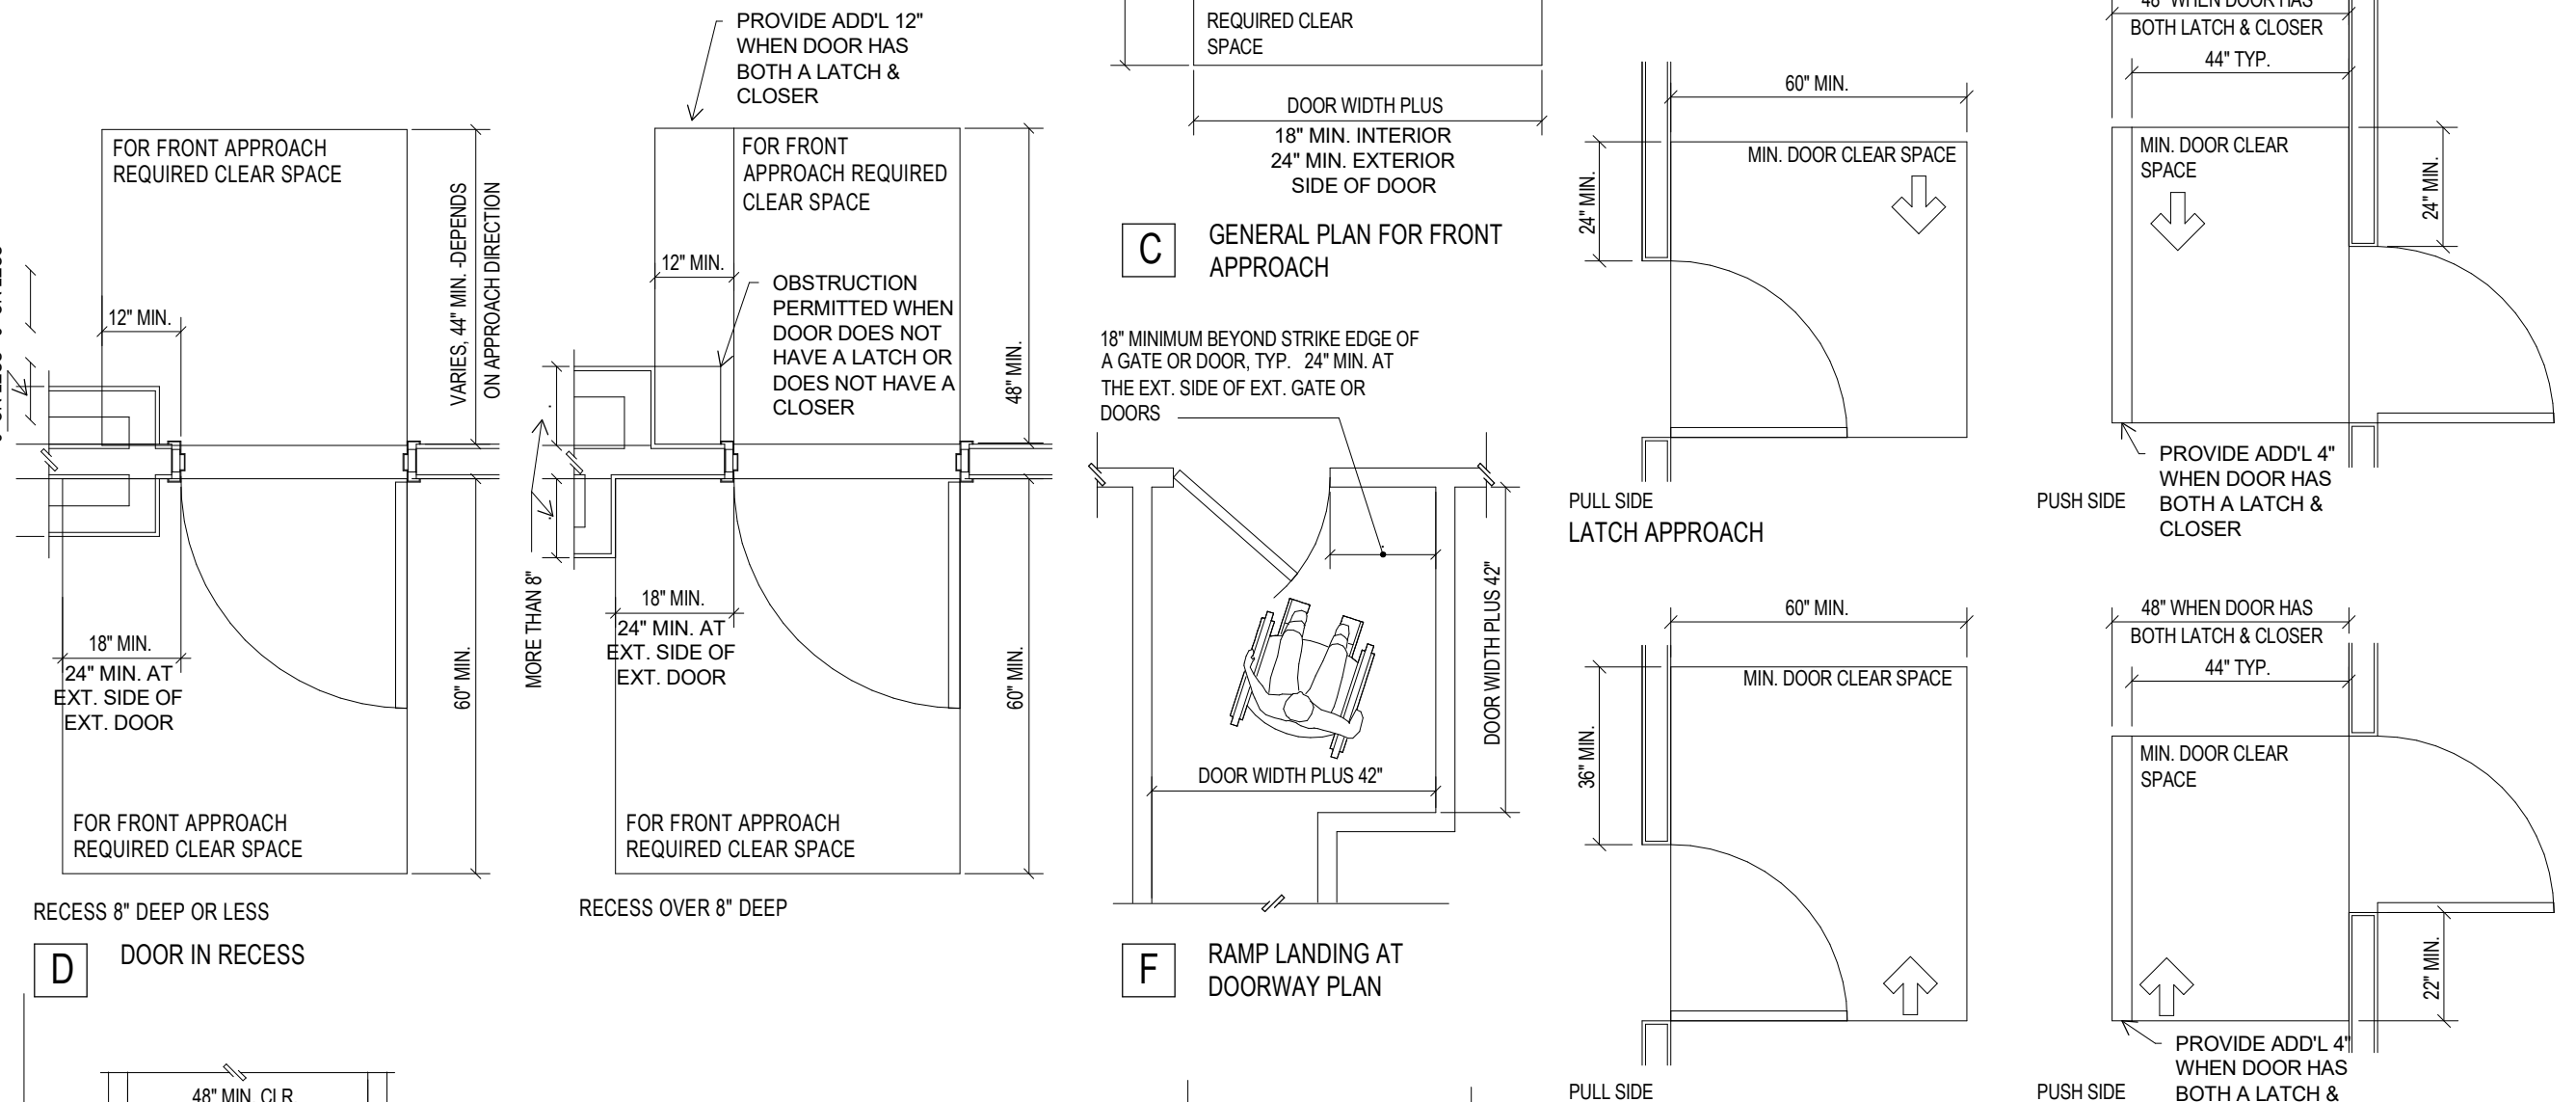 PROVIDE ADD'L 12"
WHEN DOOR HAS
BOTH A LATCH &
CLOSER
FOR FRONT APPROACH
REQUIRED CLEAR SPACE
12" MIN.
VARIES, 44" MIN. -DEPENDS
ON APPROACH DIRECTION
18" MIN.
24" MIN. AT
EXT. SIDE OF
EXT. DOOR
60" MIN.
FOR FRONT APPROACH
REQUIRED CLEAR SPACE
RECESS 8" DEEP OR LESS
D
DOOR IN RECESS
48" MIN. CLR
FOR FRONT
APPROACH REQUIRED
CLEAR SPACE
12" MIN.
OBSTRUCTION
PERMITTED WHEN
DOOR DOES NOT
HAVE A LATCH OR
DOES NOT HAVE A
CLOSER
48" MIN.
MORE THAN 8"
18" MIN.
24" MIN. AT
EXT. SIDE OF
EXT. DOOR
60" MIN.
FOR FRONT APPROACH
REQUIRED CLEAR SPACE
RECESS OVER 8" DEEP
REQUIRED CLEAR
SPACE
DOOR WIDTH PLUS
18" MIN. INTERIOR
24" MIN. EXTERIOR
SIDE OF DOOR
C
GENERAL PLAN FOR FRONT
APPROACH
18" MINIMUM BEYOND STRIKE EDGE OF
A GATE OR DOOR, TYP. 24" MIN. AT
THE EXT. SIDE OF EXT. GATE OR
DOORS
DOOR WIDTH PLUS 42"
DOOR WIDTH PLUS 42"
F
RAMP LANDING AT
DOORWAY PLAN
60" MIN.
MIN. DOOR CLEAR SPACE
24" MIN.
PULL SIDE
LATCH APPROACH
48" WHEN DOOR HAS
BOTH LATCH & CLOSER
44" TYP.
MIN. DOOR CLEAR
SPACE
24" MIN.
PROVIDE ADD'L 4"
WHEN DOOR HAS
BOTH A LATCH &
CLOSER
PUSH SIDE
60" MIN.
MIN. DOOR CLEAR SPACE
36" MIN.
PULL SIDE
48" WHEN DOOR HAS
BOTH LATCH & CLOSER
44" TYP.
MIN. DOOR CLEAR
SPACE
22" MIN.
PROVIDE ADD'L 4"
WHEN DOOR HAS
BOTH A LATCH &
PUSH SIDE